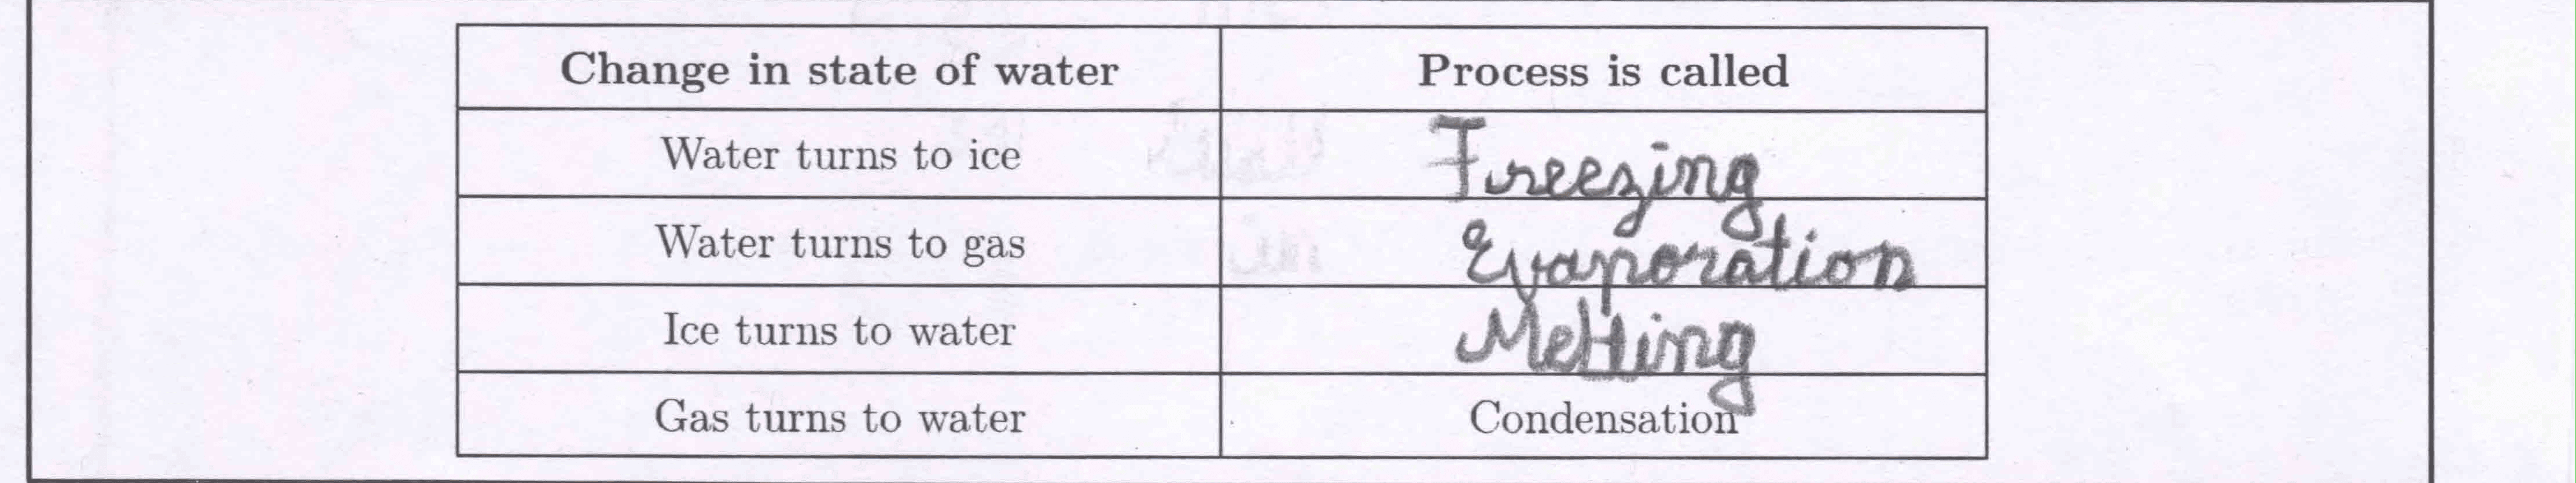 Change in state of water Process is called
Water turns to ice Freezing
Water turns to gas Evaporation
Ice turns to water Melting
Gas turns to water Condensation